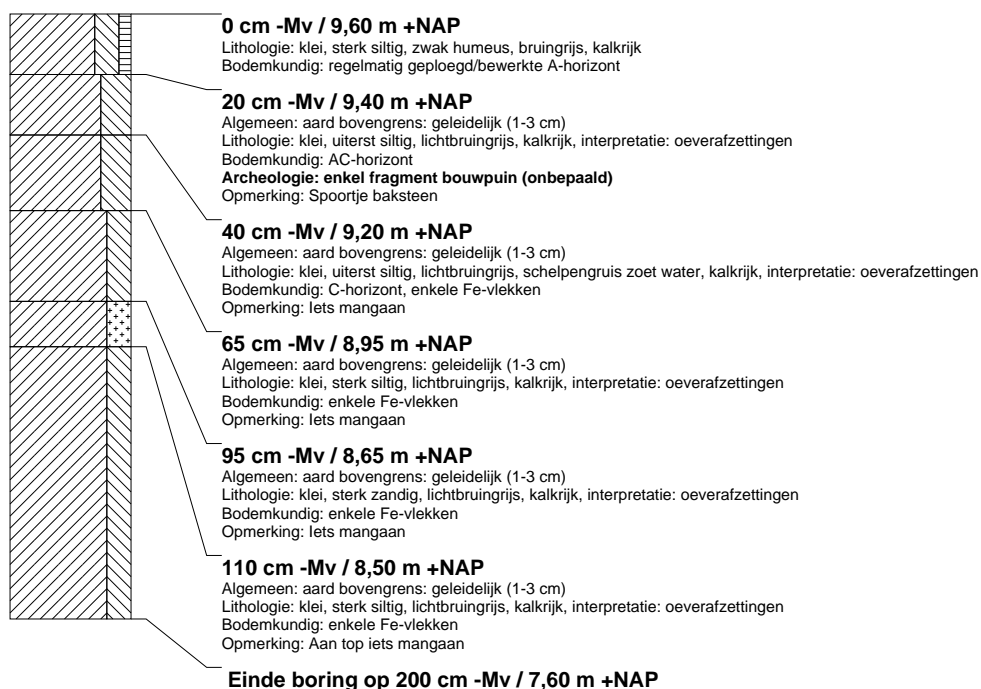 0 cm -Mv / 9,60 m +NAP
Lithologie: klei, sterk siltig, zwak humeus, bruingrijs, kalkrijk
Bodemkundig: regelmatig geploegd/bewerkte A-horizont
20 cm -Mv / 9,40 m +NAP
Algemeen: aard bovengrens: geleidelijk (1-3 cm)
Lithologie: klei, uiterst siltig, lichtbruingrijs, kalkrijk, interpretatie: oeverafzettingen
Bodemkundig: AC-horizont
Archeologie: enkel fragment bouwpuin (onbepaald)
Opmerking: Spoortje baksteen
40 cm -Mv / 9,20 m +NAP
Algemeen: aard bovengrens: geleidelijk (1-3 cm)
Lithologie: klei, uiterst siltig, lichtbruingrijs, schelpengruis zoet water, kalkrijk, interpretatie: oeverafzettingen
Bodemkundig: C-horizont, enkele Fe-vlekken
Opmerking: Iets mangaan
65 cm -Mv / 8,95 m +NAP
Algemeen: aard bovengrens: geleidelijk (1-3 cm)
Lithologie: klei, sterk siltig, lichtbruingrijs, kalkrijk, interpretatie: oeverafzettingen
Bodemkundig: enkele Fe-vlekken
Opmerking: Iets mangaan
95 cm -Mv / 8,65 m +NAP
Algemeen: aard bovengrens: geleidelijk (1-3 cm)
Lithologie: klei, sterk zandig, lichtbruingrijs, kalkrijk, interpretatie: oeverafzettingen
Bodemkundig: enkele Fe-vlekken
Opmerking: Iets mangaan
110 cm -Mv / 8,50 m +NAP
Algemeen: aard bovengrens: geleidelijk (1-3 cm)
Lithologie: klei, sterk siltig, lichtbruingrijs, kalkrijk, interpretatie: oeverafzettingen
Bodemkundig: enkele Fe-vlekken
Opmerking: Aan top iets mangaan
Einde boring op 200 cm -Mv / 7,60 m +NAP